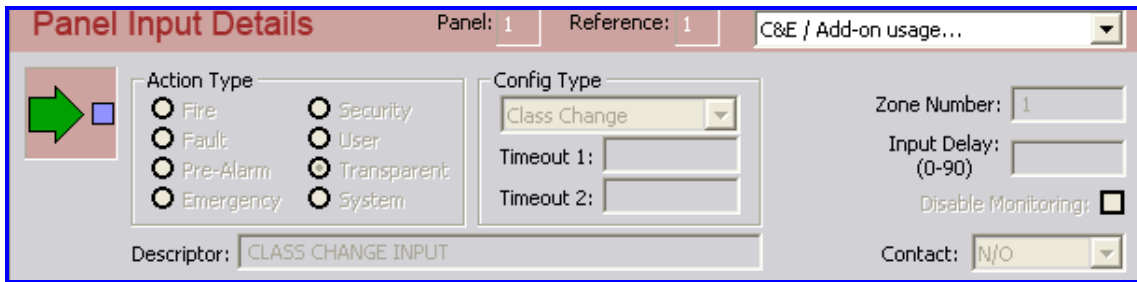 Panel Input Details Panel: 1 Reference: 1 C&E / Add-on usage...
Action Type
Fire Security
Fault User
Pre-Alarm Transparent
Emergency System
Config Type
Class Change
Timeout 1:
Timeout 2:
Zone Number: 1
Input Delay:
(0-90)
Disable Monitoring:
Descriptor: CLASS CHANGE INPUT
Contact: N/O